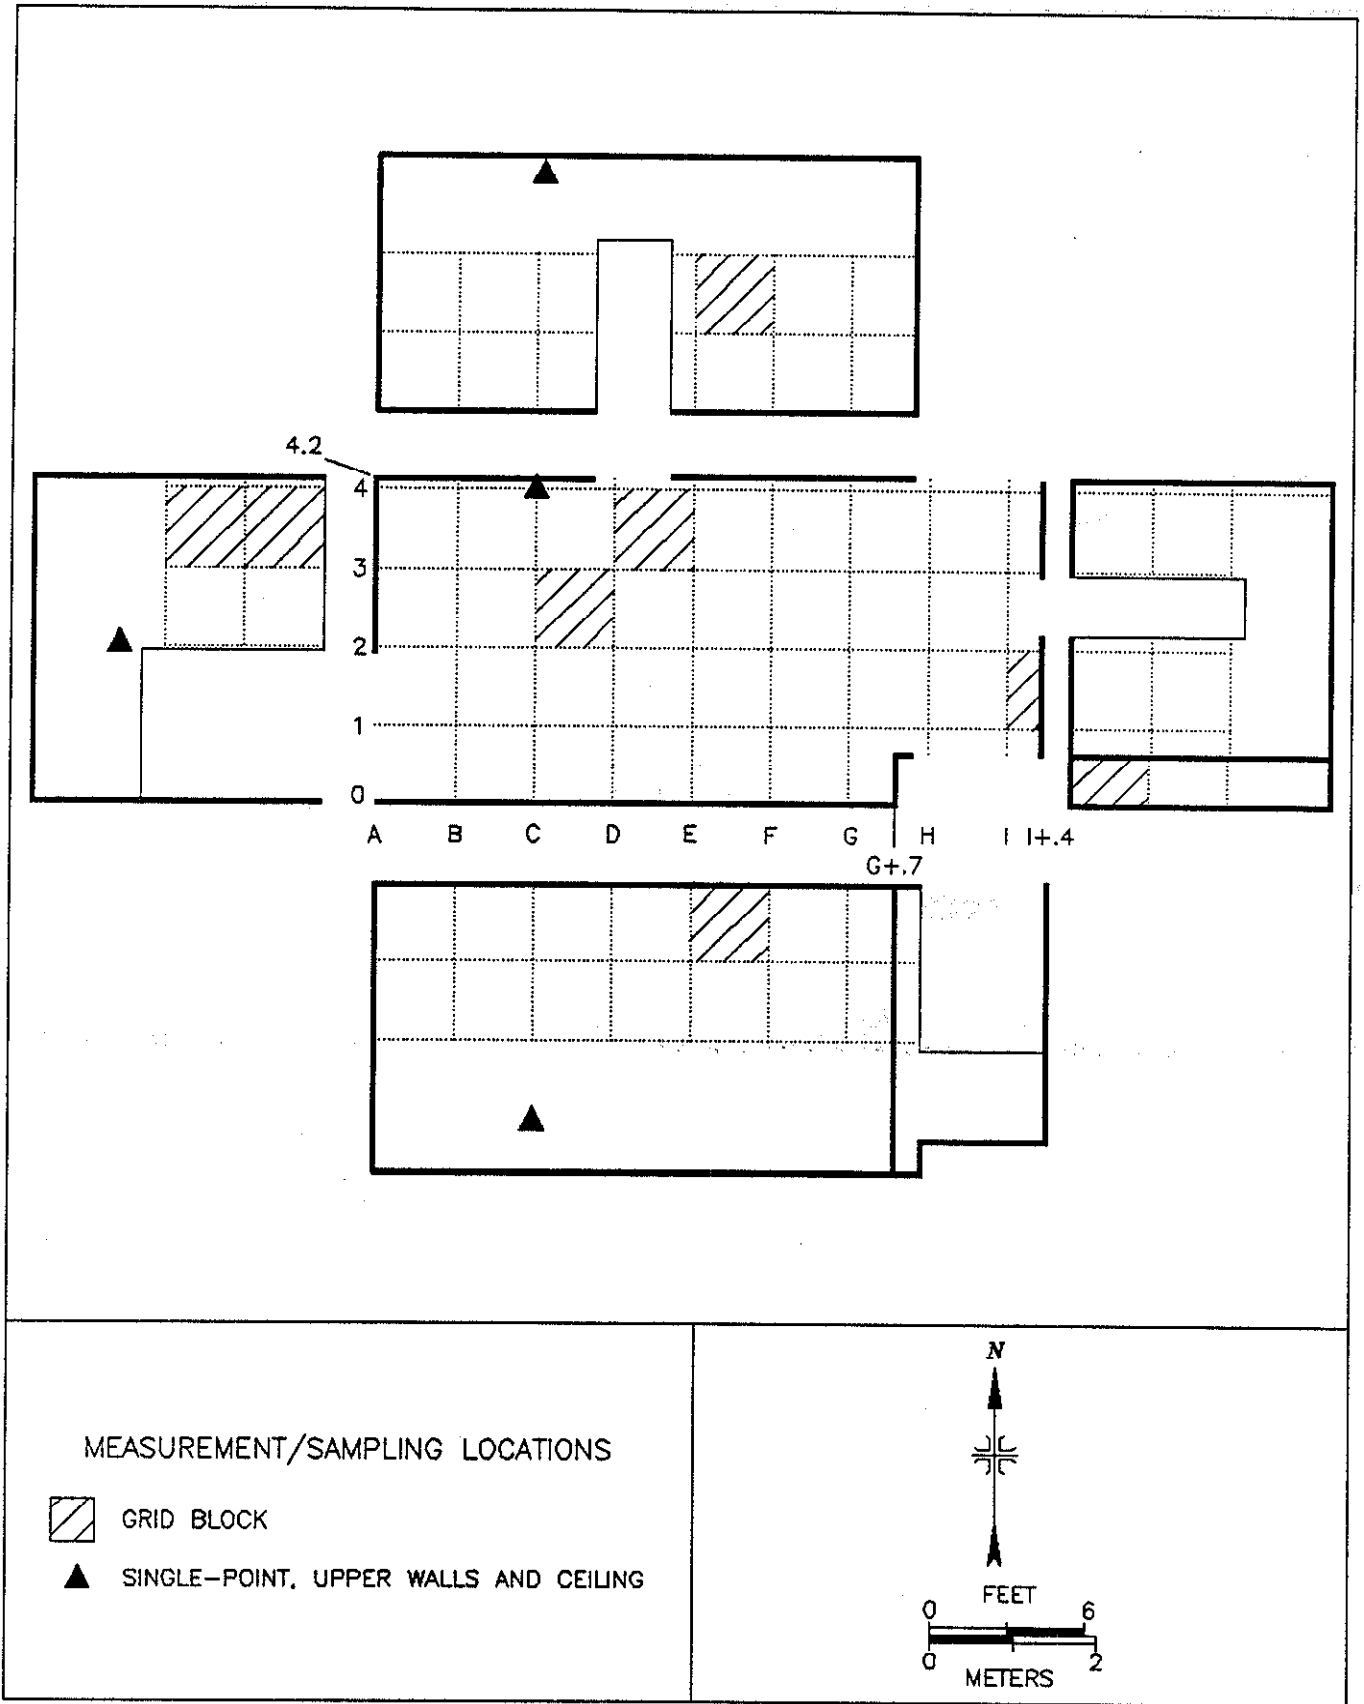 4.2
4
3
2
1
0
A B C D E F G H I I+.4
G+.7
MEASUREMENT/SAMPLING LOCATIONS
GRID BLOCK
SINGLE-POINT, UPPER WALLS AND CEILING
N
FEET
0 6
0 2
METERS